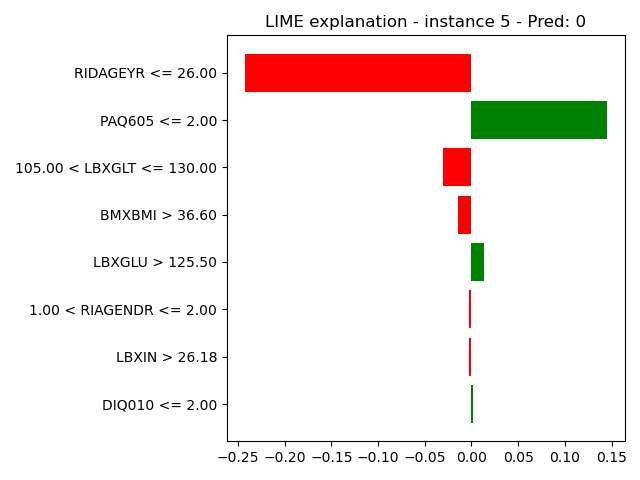 LIME explanation - instance 5 - Pred: 0
RIDAGEYR <= 26.00
PAQ605 <= 2.00
105.00 < LBXGLT <= 130.00
BMXBMI > 36.60
LBXGLU > 125.50
1.00 < RIAGENDR <= 2.00
LBXIN > 26.18
DIQ010 <= 2.00
−0.25 −0.20 −0.15 −0.10 −0.05 0.00 0.05 0.10 0.15